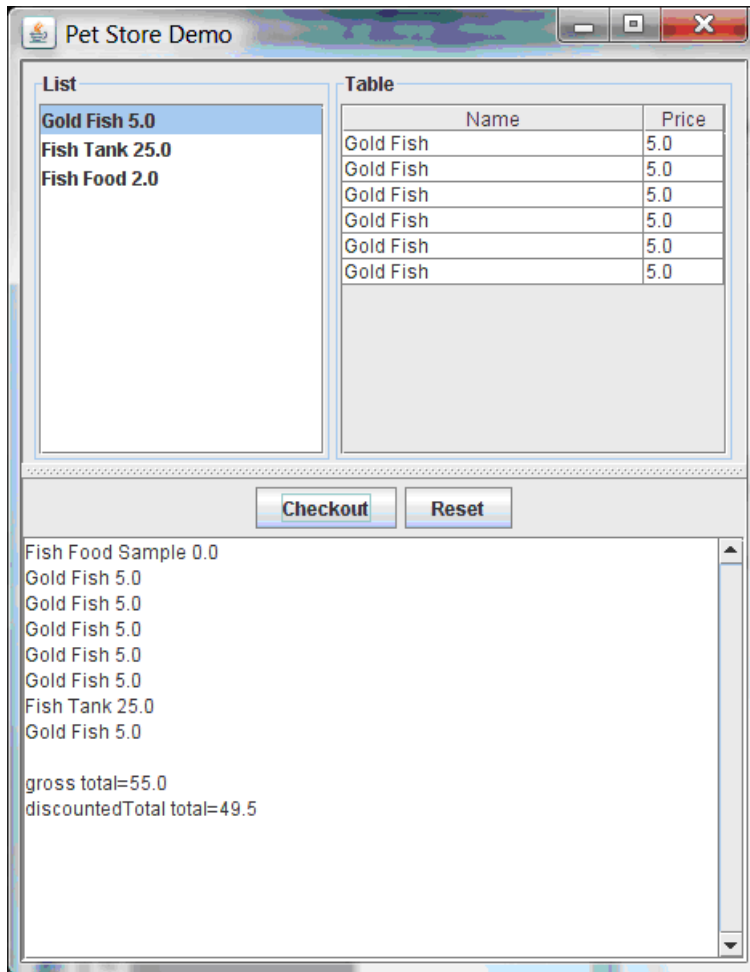 Pet Store Demo
List
Gold Fish 5.0
Fish Tank 25.0
Fish Food 2.0
Table
Name Price
Gold Fish 5.0
Gold Fish 5.0
Gold Fish 5.0
Gold Fish 5.0
Gold Fish 5.0
Gold Fish 5.0
Checkout Reset
Fish Food Sample 0.0
Gold Fish 5.0
Gold Fish 5.0
Gold Fish 5.0
Gold Fish 5.0
Gold Fish 5.0
Fish Tank 25.0
Gold Fish 5.0
gross total=55.0
discountedTotal total=49.5